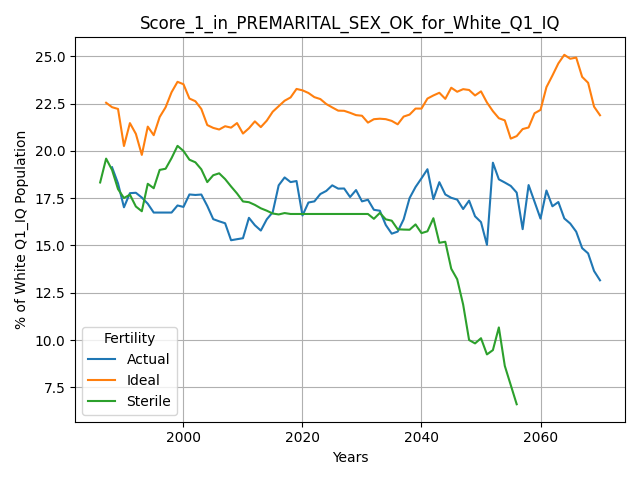 Score_1_in_PREMARITAL_SEX_OK_for_White_Q1_IQ
% of White Q1_IQ Population
25.0
22.5
20.0
17.5
15.0
12.5
10.0
7.5
Fertility
Actual
Ideal
Sterile
2000
2020
2040
2060
Years